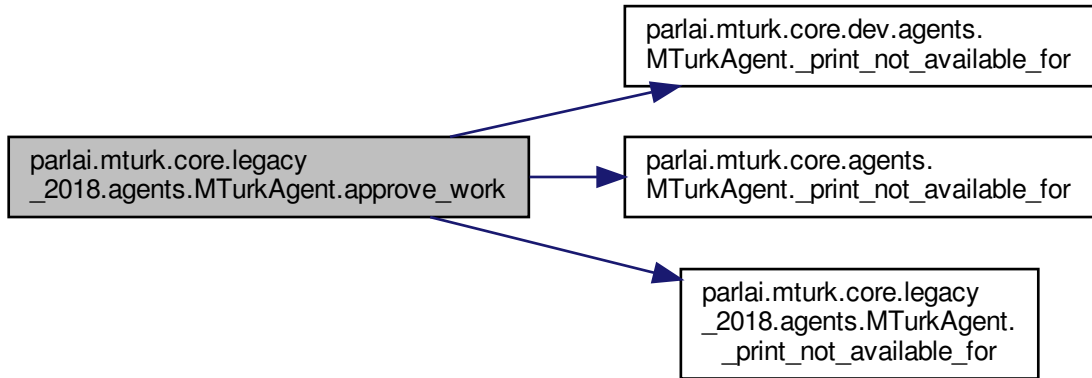 parlai.mturk.core.dev.agents.
MTurkAgent._print_not_available_for
parlai.mturk.core.legacy
_2018.agents.MTurkAgent.approve_work
parlai.mturk.core.agents.
MTurkAgent._print_not_available_for
parlai.mturk.core.legacy
_2018.agents.MTurkAgent.
_print_not_available_for